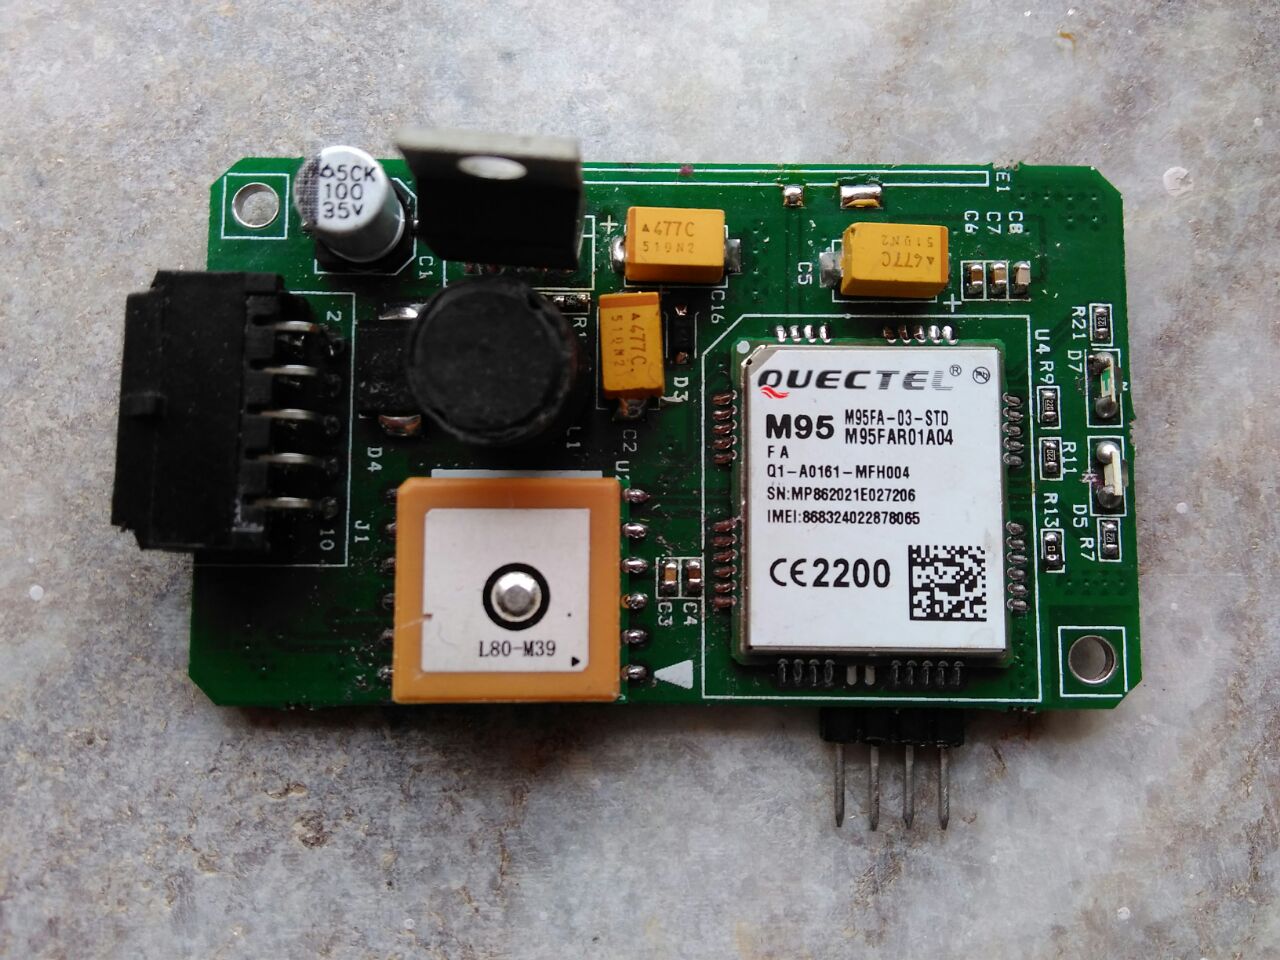 65CK
100
35V
C1
2
10
J1
D4
R1
L1
+
477C
510N2
C16
477C
510N2
D3
C2
C5
477C
510N2
+
E1
C6
C7
C8
R21
D7
U4
R9
R11
R13
D5
R7
QUECTEL®
M95
M95FA-03-STD
M95FAR01A04
FA
Q1-A0161-MFH004
SN:MP862021E027206
IMEI:868324022878065
CE2200
L80-M39
C3
C4